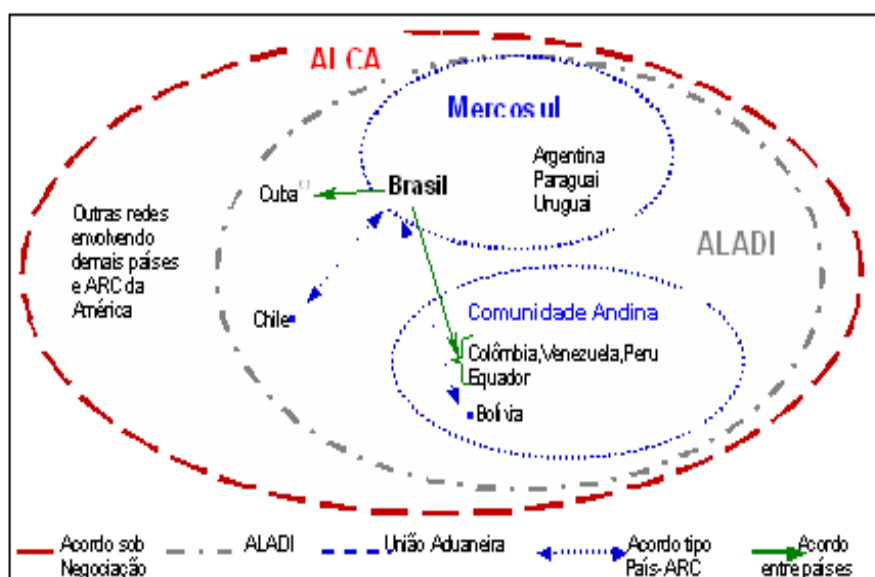 ALCA
Mercosul
Argentina
Paraguai
Uruguai
Brasil
Cuba
Outras redes
envolvendo
demais países
e ARC da
América
ALADI
Chile
Comunidade Andina
Colômbia,Venezuela,Peru
Equador
Bolívia
Acordo sob
Negociação
ALADI
União Aduaneira
Acordo tipo
País-ARC
Acordo
entre países